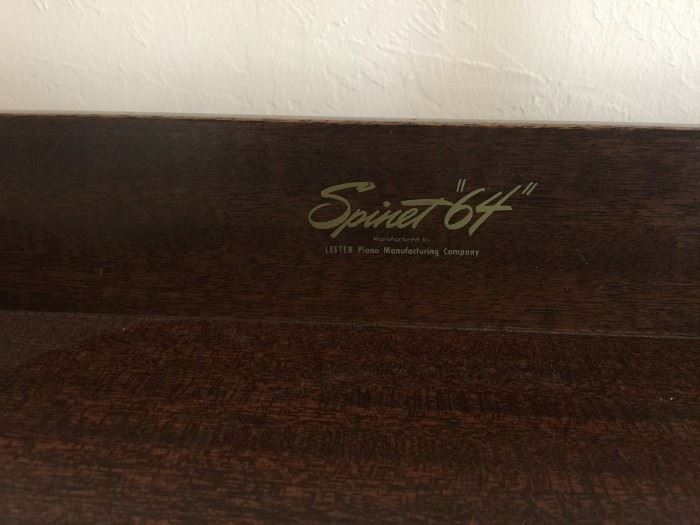 Spinet "64"
Manufactured by
LESTER Piano Manufacturing Company